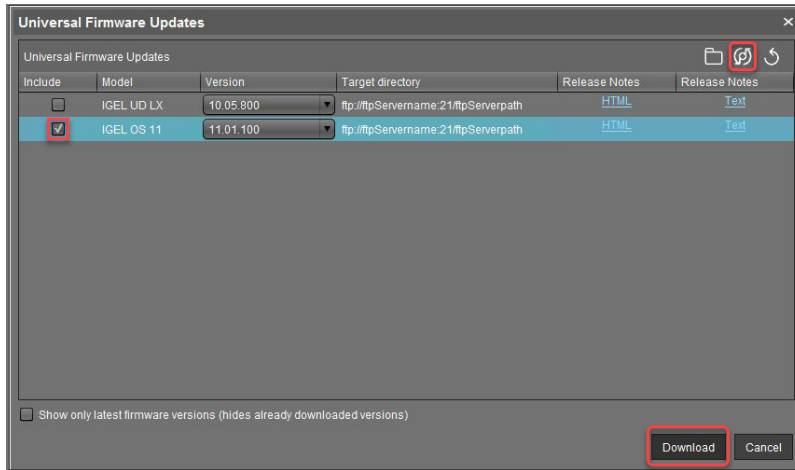 Universal Firmware Updates
Universal Firmware Updates
Include Model Version Target directory Release Notes Release Notes
IGEL UD LX 10.05.800 ftp://ftpServername:21/ftpServerpath HTML Text
IGEL OS 11 11.01.100 ftp://ftpServername:21/ftpServerpath HTML Text
Show only latest firmware versions (hides already downloaded versions)
Download Cancel